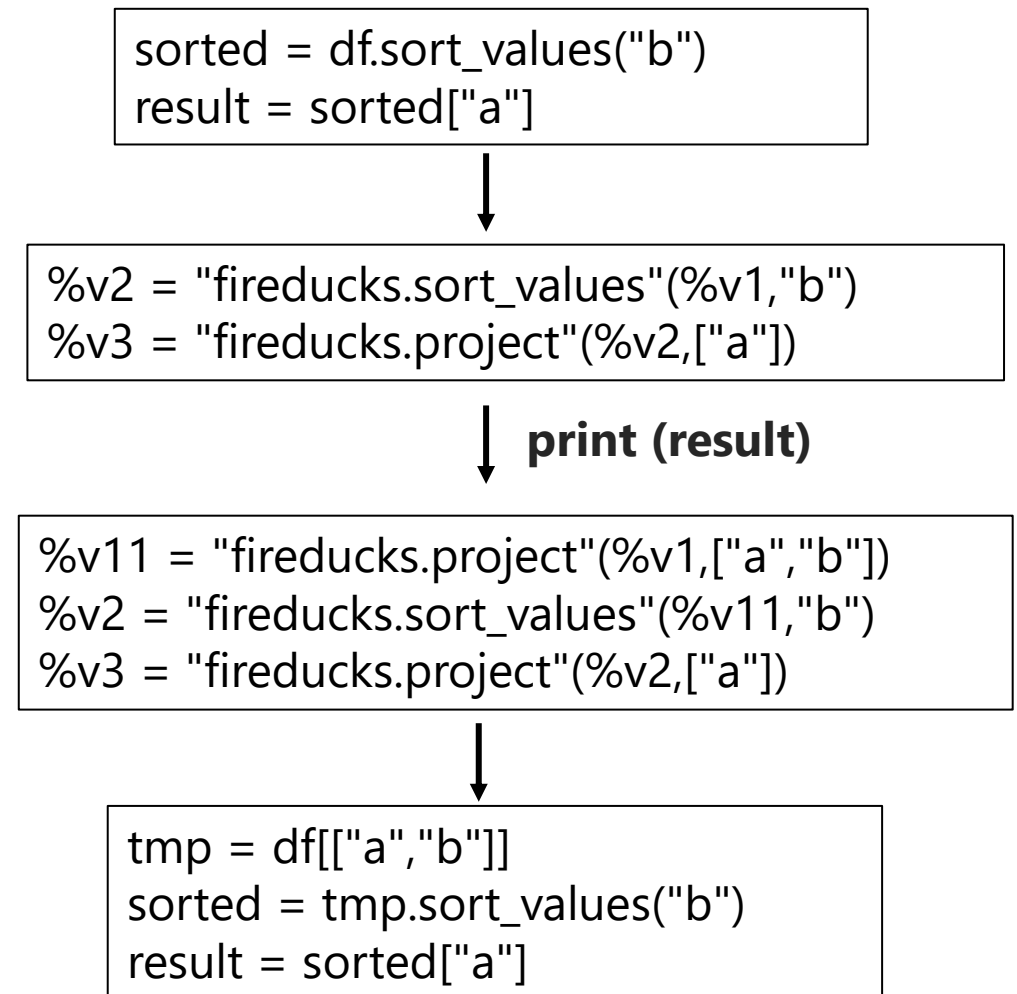 sorted = df.sort_values("b")
result = sorted["a"]
%v2 = "fireducks.sort_values"(%v1,"b")
%v3 = "fireducks.project"(%v2,["a"])
print (result)
%v11 = "fireducks.project"(%v1,["a","b"])
%v2 = "fireducks.sort_values"(%v11,"b")
%v3 = "fireducks.project"(%v2,["a"])
tmp = df[["a","b"]]
sorted = tmp.sort_values("b")
result = sorted["a"]